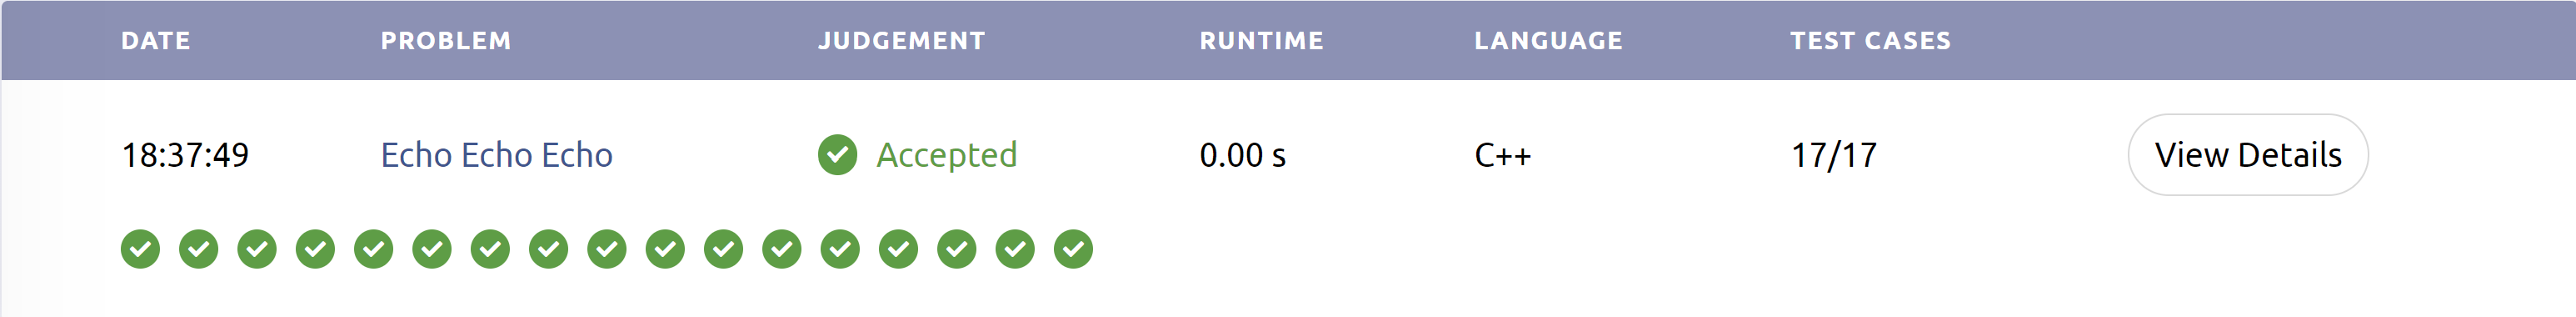 DATE PROBLEM JUDGEMENT RUNTIME LANGUAGE TEST CASES
18:37:49 Echo Echo Echo Accepted 0.00 s C++ 17/17 View Details